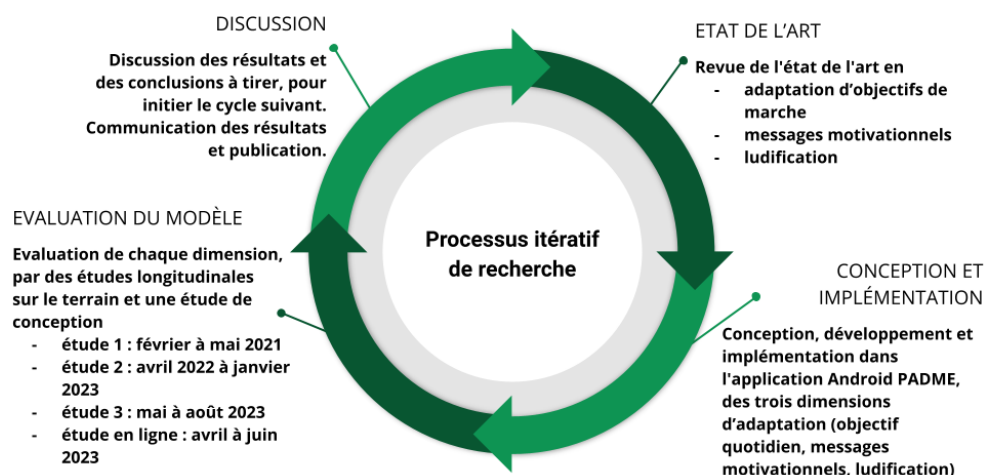 DISCUSSION
Discussion des résultats et
des conclusions à tirer, pour
initier le cycle suivant.
Communication des résultats
et publication.
ETAT DE L'ART
Revue de l'état de l'art en
- adaptation d'objectifs de
marche
- messages motivationnels
- ludification
Processus itératif
de recherche
EVALUATION DU MODÈLE
Evaluation de chaque dimension,
par des études longitudinales
sur le terrain et une étude de
conception
- étude 1 : février à mai 2021
- étude 2 : avril 2022 à janvier
2023
- étude 3 : mai à août 2023
- étude en ligne : avril à juin
2023
CONCEPTION ET
IMPLÉMENTATION
Conception, développement et
implémentation dans
l'application Android PADME,
des trois dimensions
d'adaptation (objectif
quotidien, messages
motivationnels, ludification)